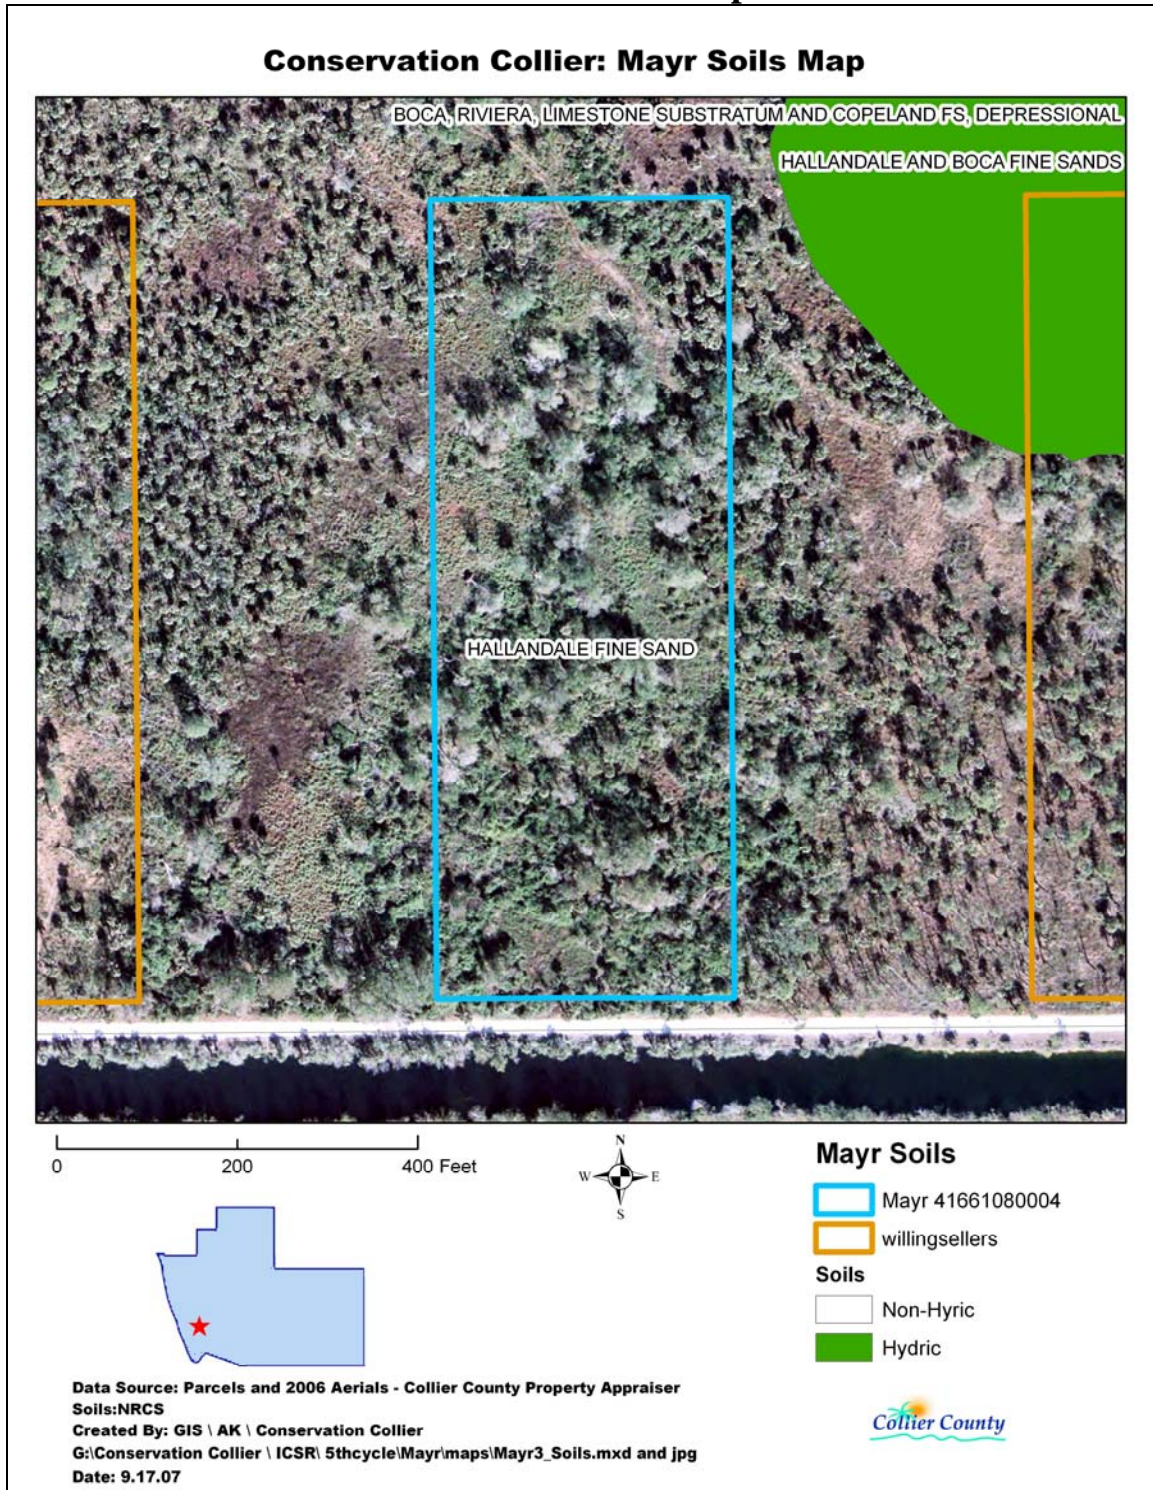 Conservation Collier: Mayr Soils Map
BOCA, RIVIERA, LIMESTONE SUBSTRATUM AND COPELAND FS, DEPRESSIONAL
HALLANDALE AND BOCA FINE SANDS
HALLANDALE FINE SAND
0 200 400 Feet
N
W E
S
Mayr Soils
Mayr 41661080004
willingsellers
Soils
Non-Hyric
Hydric
Data Source: Parcels and 2006 Aerials - Collier County Property Appraiser
Soils:NRCS
Created By: GIS \ AK \ Conservation Collier
G:\Conservation Collier \ ICSR\ 5thcycle\Mayr\maps\Mayr3_Soils.mxd and jpg
Date: 9.17.07
Collier County